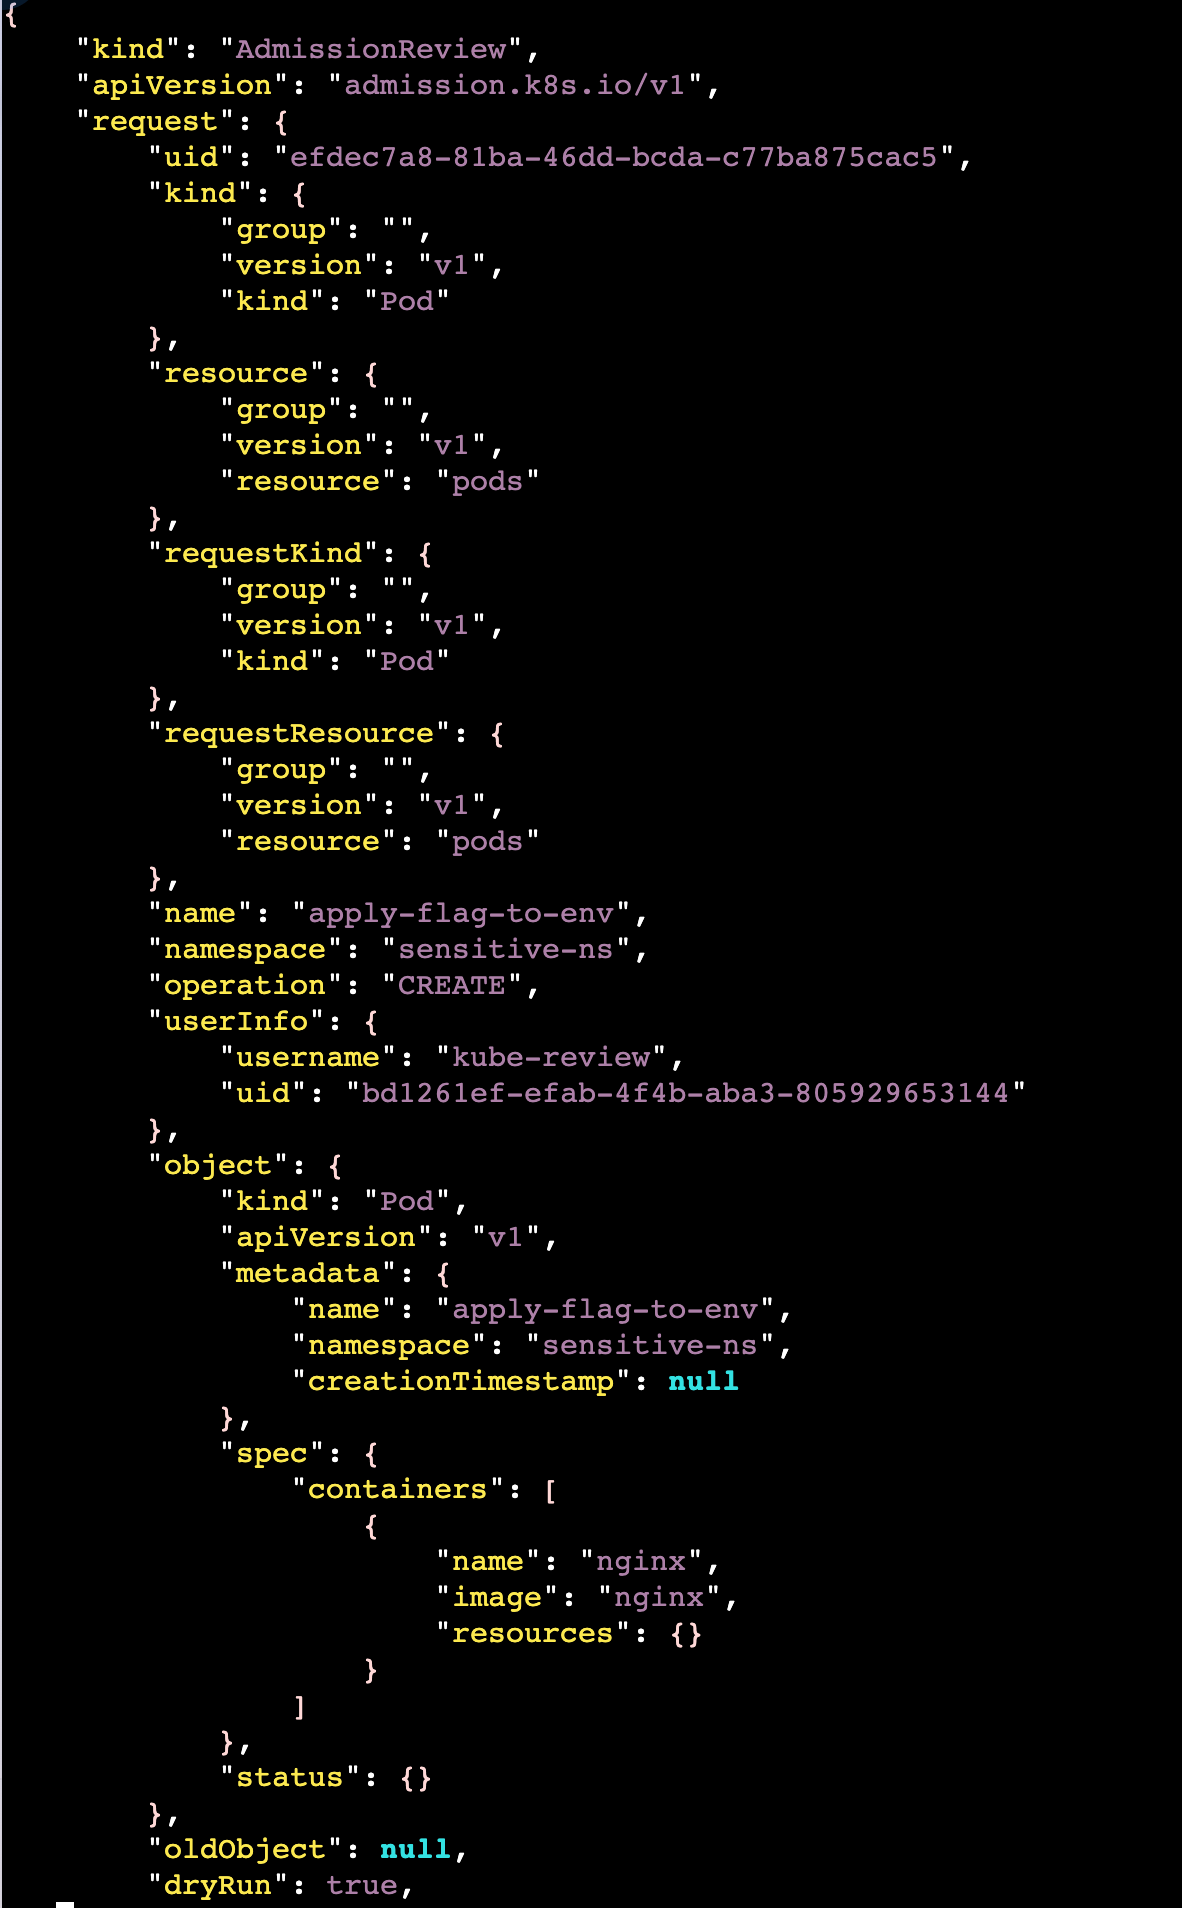 {
    "kind": "AdmissionReview",
    "apiVersion": "admission.k8s.io/v1",
    "request": {
        "uid": "efdec7a8-81ba-46dd-bcda-c77ba875cac5",
        "kind": {
            "group": "",
            "version": "v1",
            "kind": "Pod"
        },
        "resource": {
            "group": "",
            "version": "v1",
            "resource": "pods"
        },
        "requestKind": {
            "group": "",
            "version": "v1",
            "kind": "Pod"
        },
        "requestResource": {
            "group": "",
            "version": "v1",
            "resource": "pods"
        },
        "name": "apply-flag-to-env",
        "namespace": "sensitive-ns",
        "operation": "CREATE",
        "userInfo": {
            "username": "kube-review",
            "uid": "bd1261ef-efab-4f4b-aba3-805929653144"
        },
        "object": {
            "kind": "Pod",
            "apiVersion": "v1",
            "metadata": {
                "name": "apply-flag-to-env",
                "namespace": "sensitive-ns",
                "creationTimestamp": null
            },
            "spec": {
                "containers": [
                    {
                        "name": "nginx",
                        "image": "nginx",
                        "resources": {}
                    }
                ]
            },
            "status": {}
        },
        "oldObject": null,
        "dryRun": true,